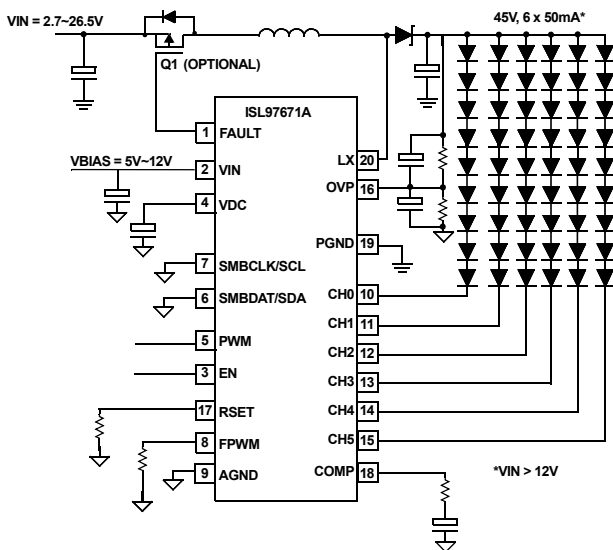 VIN = 2.7~26.5V
45V, 6 x 50mA*
Q1 (OPTIONAL)
ISL97671A
1 FAULT
LX 20
VBIAS = 5V~12V
2 VIN
OVP 16
4 VDC
PGND 19
7 SMBCLK/SCL
6 SMBDAT/SDA
CH0 10
CH1 11
5 PWM
CH2 12
3 EN
CH3 13
17 RSET
CH4 14
8 FPWM
CH5 15
9 AGND
COMP 18
*VIN > 12V